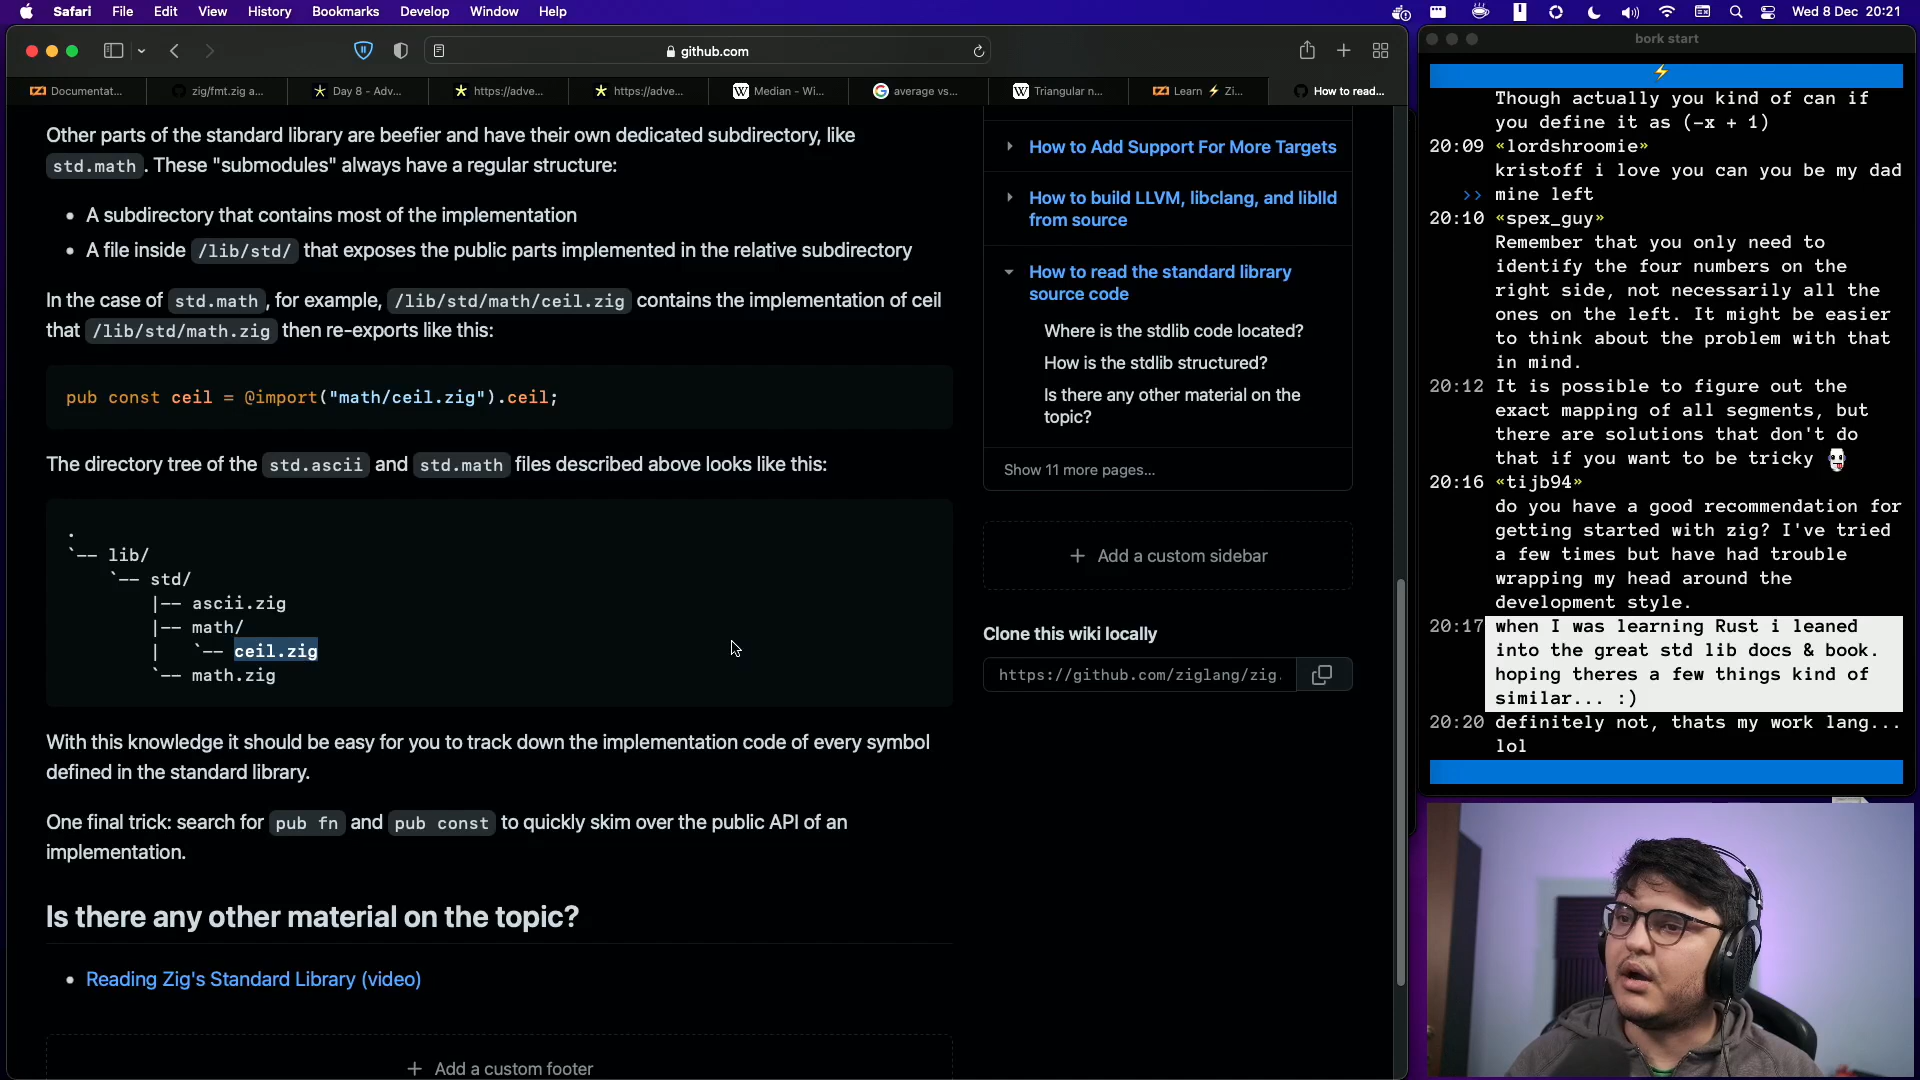 Safari File Edit View History Bookmarks Develop Window Help
Wed 8 Dec 20:21
github.com
Documentat...
zig/fmt.zig a...
Day 8 - Adv...
https://adve...
https://adve...
Median - Wi...
average vs...
Triangular n...
Learn ⚡ Zi...
How to read...
Other parts of the standard library are beefier and have their own dedicated subdirectory, like
std.math . These "submodules" always have a regular structure:
• A subdirectory that contains most of the implementation
• A file inside /lib/std/ that exposes the public parts implemented in the relative subdirectory
In the case of std.math , for example, /lib/std/math/ceil.zig contains the implementation of ceil
that /lib/std/math.zig then re-exports like this:
pub const ceil = @import("math/ceil.zig").ceil;
The directory tree of the std.ascii and std.math files described above looks like this:
.
`-- lib/
`-- std/
|-- ascii.zig
|-- math/
| `-- ceil.zig
`-- math.zig
With this knowledge it should be easy for you to track down the implementation code of every symbol
defined in the standard library.
One final trick: search for pub fn and pub const to quickly skim over the public API of an
implementation.
Is there any other material on the topic?
• Reading Zig's Standard Library (video)
+ Add a custom footer
How to Add Support For More Targets
How to build LLVM, libclang, and liblld
from source
How to read the standard library
source code
Where is the stdlib code located?
How is the stdlib structured?
Is there any other material on the
topic?
Show 11 more pages...
+ Add a custom sidebar
Clone this wiki locally
https://github.com/ziglang/zig.
bork start
⚡
Though actually you kind of can if
you define it as (-x + 1)
20:09 «lordshroomie»
kristoff i love you can you be my dad
>> mine left
20:10 «spex_guy»
Remember that you only need to
identify the four numbers on the
right side, not necessarily all the
ones on the left. It might be easier
to think about the problem with that
in mind.
20:12 It is possible to figure out the
exact mapping of all segments, but
there are solutions that don't do
that if you want to be tricky
20:16 «tijb94»
do you have a good recommendation for
getting started with zig? I've tried
a few times but have had trouble
wrapping my head around the
development style.
20:17 when I was learning Rust i leaned
into the great std lib docs & book.
hoping theres a few things kind of
similar... :)
20:20 definitely not, thats my work lang...
lol